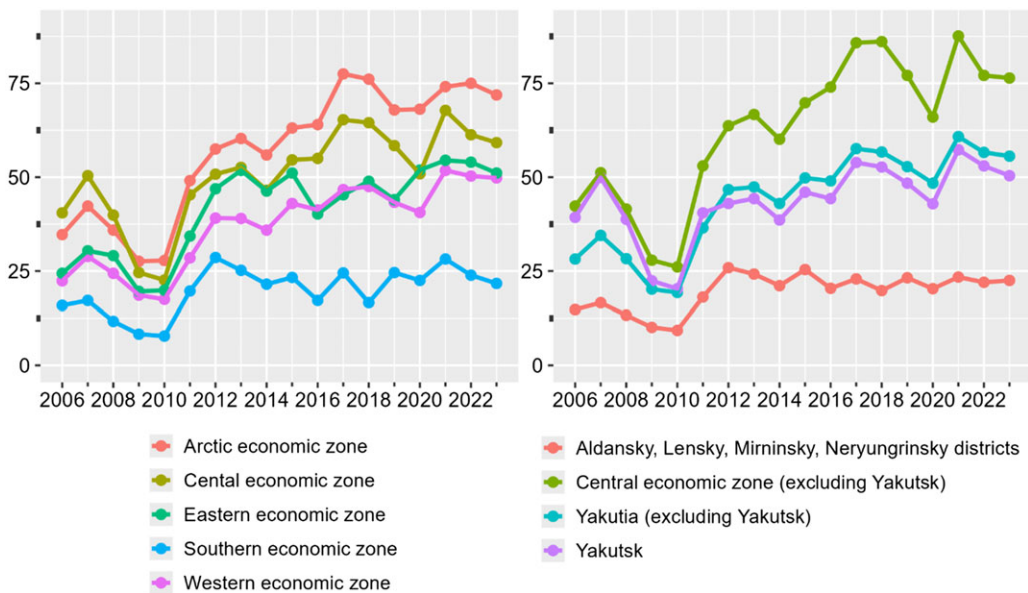 75
50
25
0
2006 2008 2010 2012 2014 2016 2018 2020 2022
Arctic economic zone
Cental economic zone
Eastern economic zone
Southern economic zone
Western economic zone
75
50
25
0
2006 2008 2010 2012 2014 2016 2018 2020 2022
Aldansky, Lensky, Mirninsky, Neryungrinsky districts
Central economic zone (excluding Yakutsk)
Yakutia (excluding Yakutsk)
Yakutsk